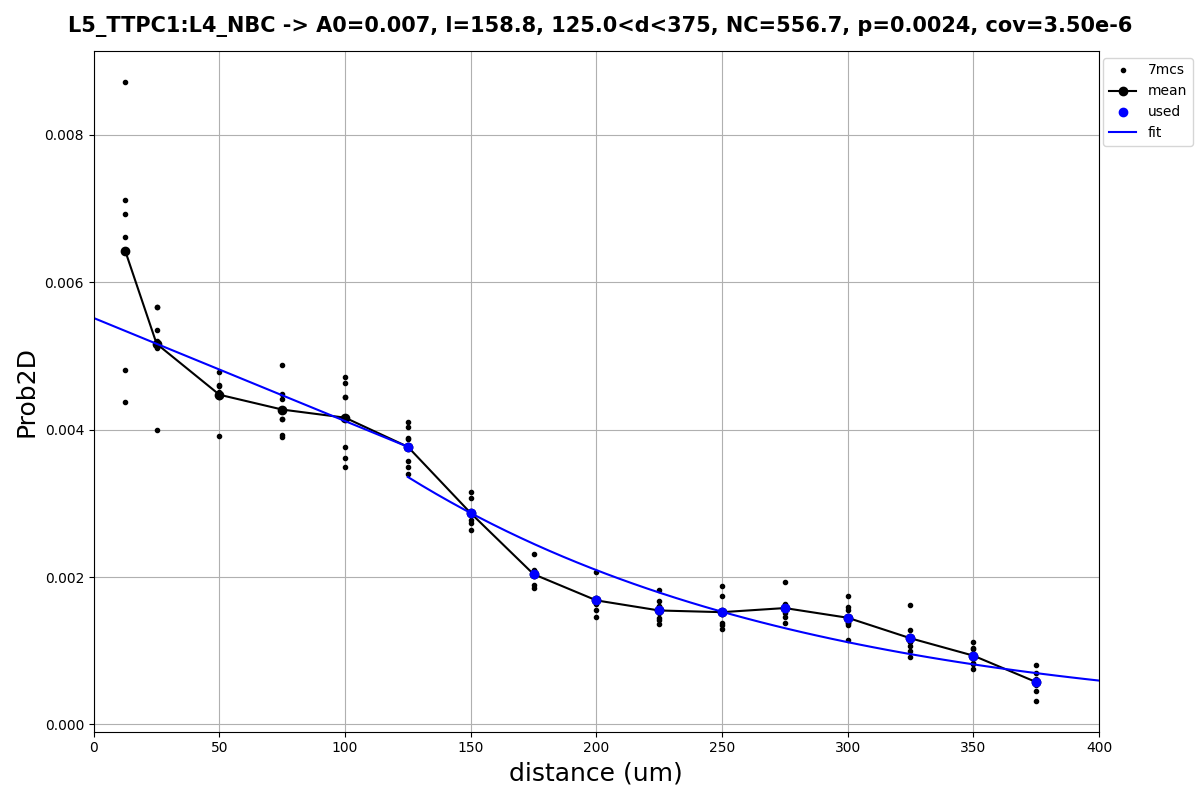 L5_TTPC1:L4_NBC -> A0=0.007, l=158.8, 125.0<d<375, NC=556.7, p=0.0024, cov=3.50e-6
7mcs
mean
used
fit
0.008
0.006
0.004
0.002
0.000
Prob2D
0 50 100 150 200 250 300 350 400
distance (um)